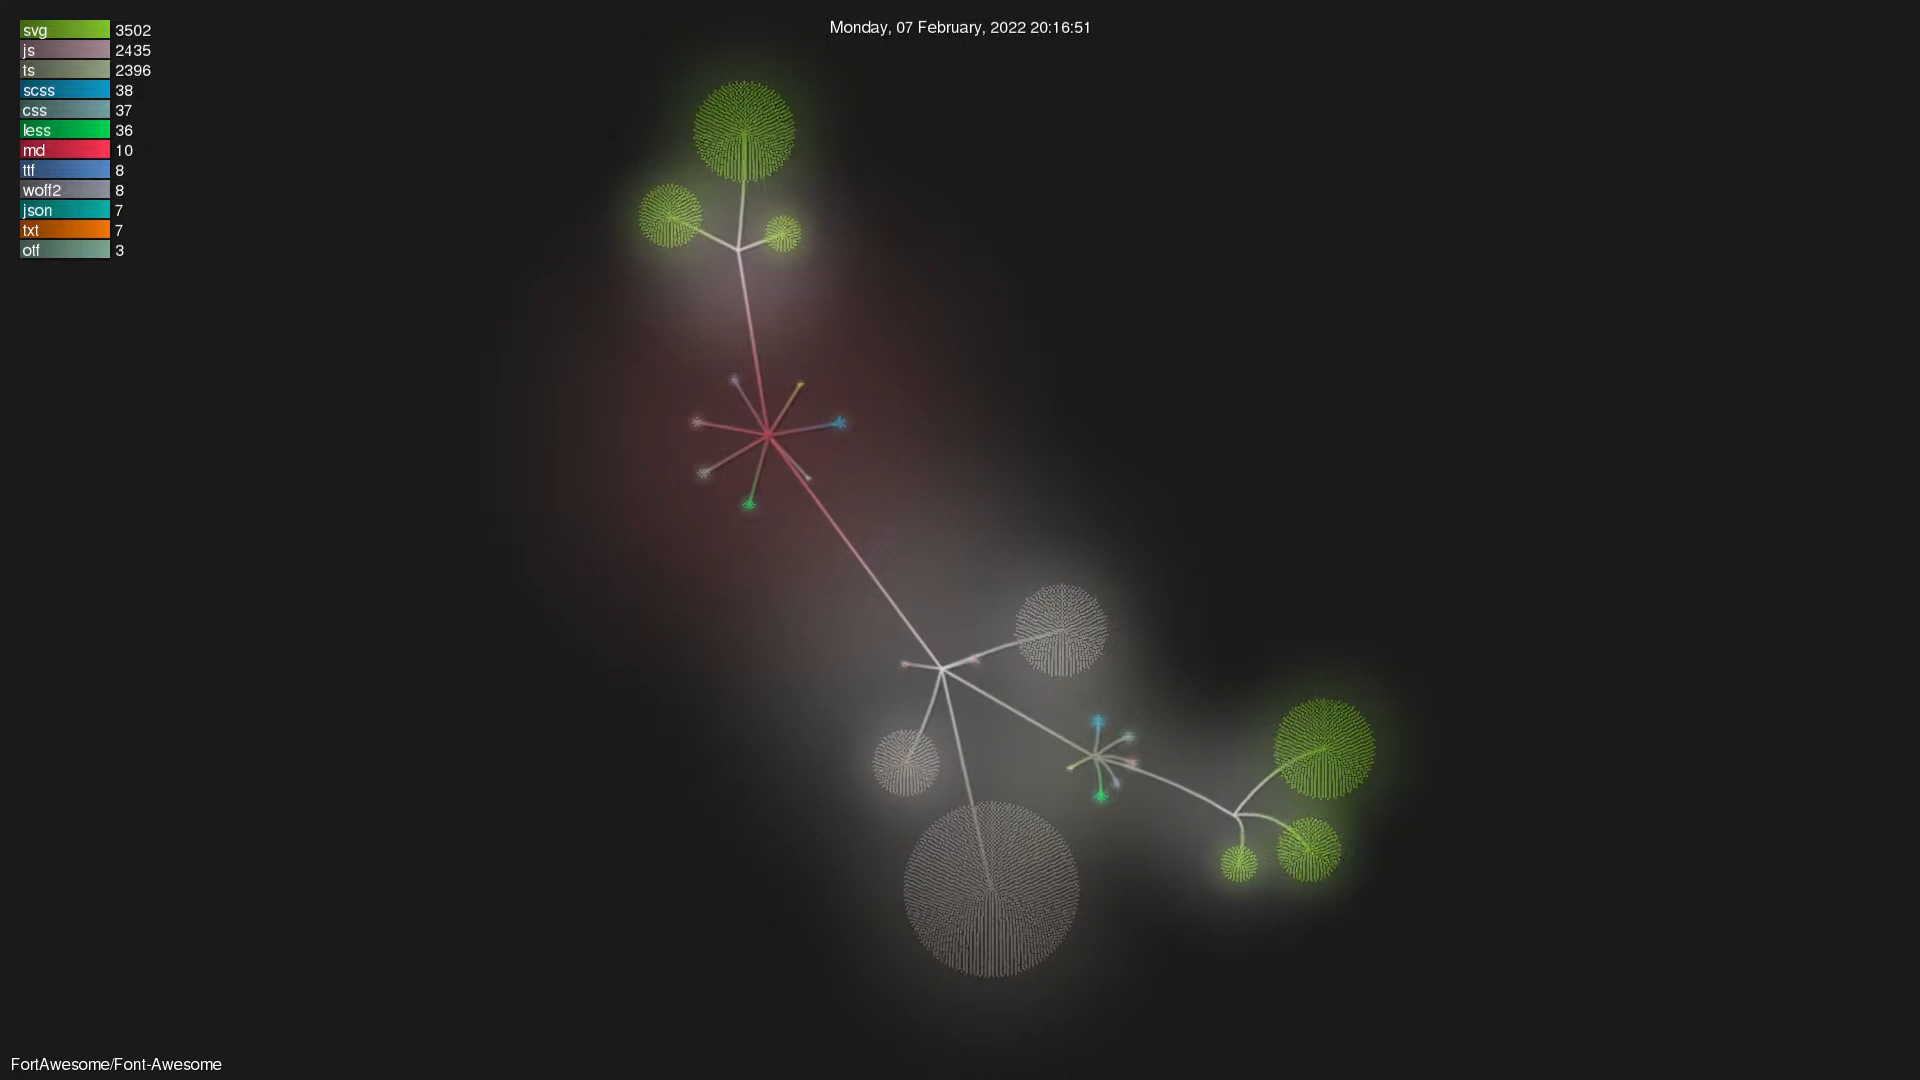 Monday, 07 February, 2022 20:16:51
svg 3502
js 2435
ts 2396
scss 38
css 37
less 36
md 10
ttf 8
woff2 8
json 7
txt 7
otf 3
FortAwesome/Font-Awesome